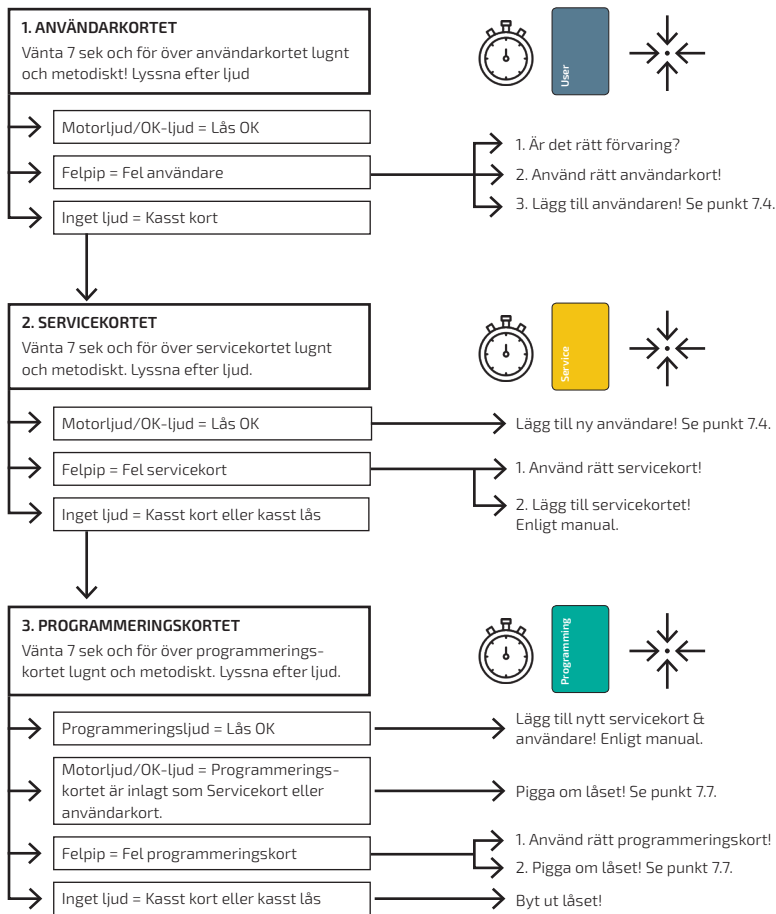 1. ANVÄNDARKORTET
Vänta 7 sek och för över användarkortet lugnt
och metodiskt! Lyssna efter ljud
User
Motorljud/OK-ljud = Lås OK
Felpip = Fel användare
Inget ljud = Kasst kort
1. Är det rätt förvaring?
2. Använd rätt användarkort!
3. Lägg till användaren! Se punkt 7.4.
2. SERVICEKORTET
Vänta 7 sek och för över servicekortet lugnt
och metodiskt. Lyssna efter ljud.
Service
Motorljud/OK-ljud = Lås OK
Lägg till ny användare! Se punkt 7.4.
Felpip = Fel servicekort
1. Använd rätt servicekort!
2. Lägg till servicekortet!
Enligt manual.
Inget ljud = Kasst kort eller kasst lås
3. PROGRAMMERINGSKORTET
Vänta 7 sek och för över programmerings-
kortet lugnt och metodiskt. Lyssna efter ljud.
Programming
Programmeringsljud = Lås OK
Lägg till nytt servicekort &
användare! Enligt manual.
Motorljud/OK-ljud = Programmerings-
kortet är inlagt som Servicekort eller
användarkort.
Pigga om låset! Se punkt 7.7.
Felpip = Fel programmeringskort
1. Använd rätt programmeringskort!
2. Pigga om låset! Se punkt 7.7.
Inget ljud = Kasst kort eller kasst lås
Byt ut låset!